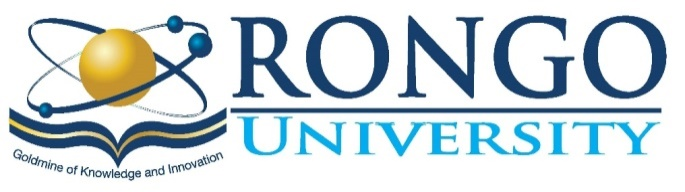 RONGO
UNIVERSITY
Goldmine of Knowledge and Innovation